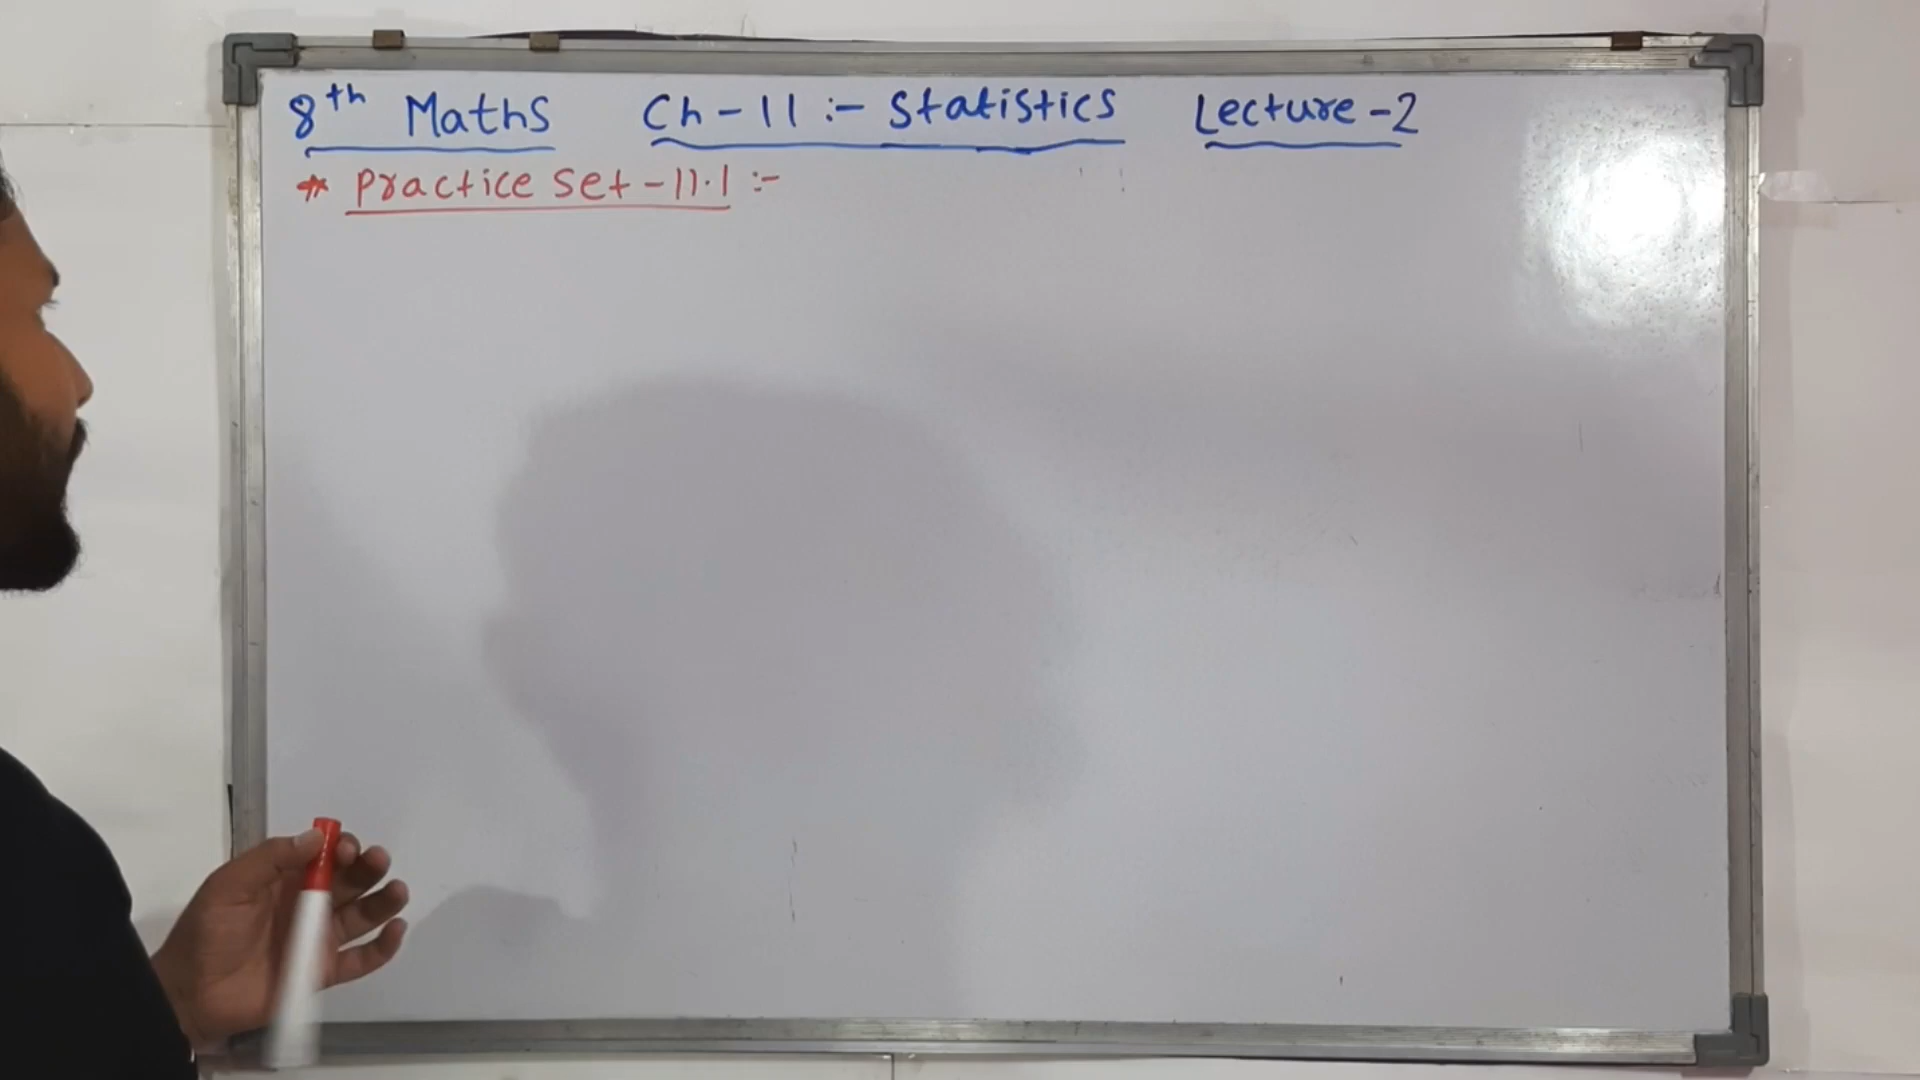 8th Maths Ch-11:- Statistics Lecture-2
* Practice Set-11.1:-